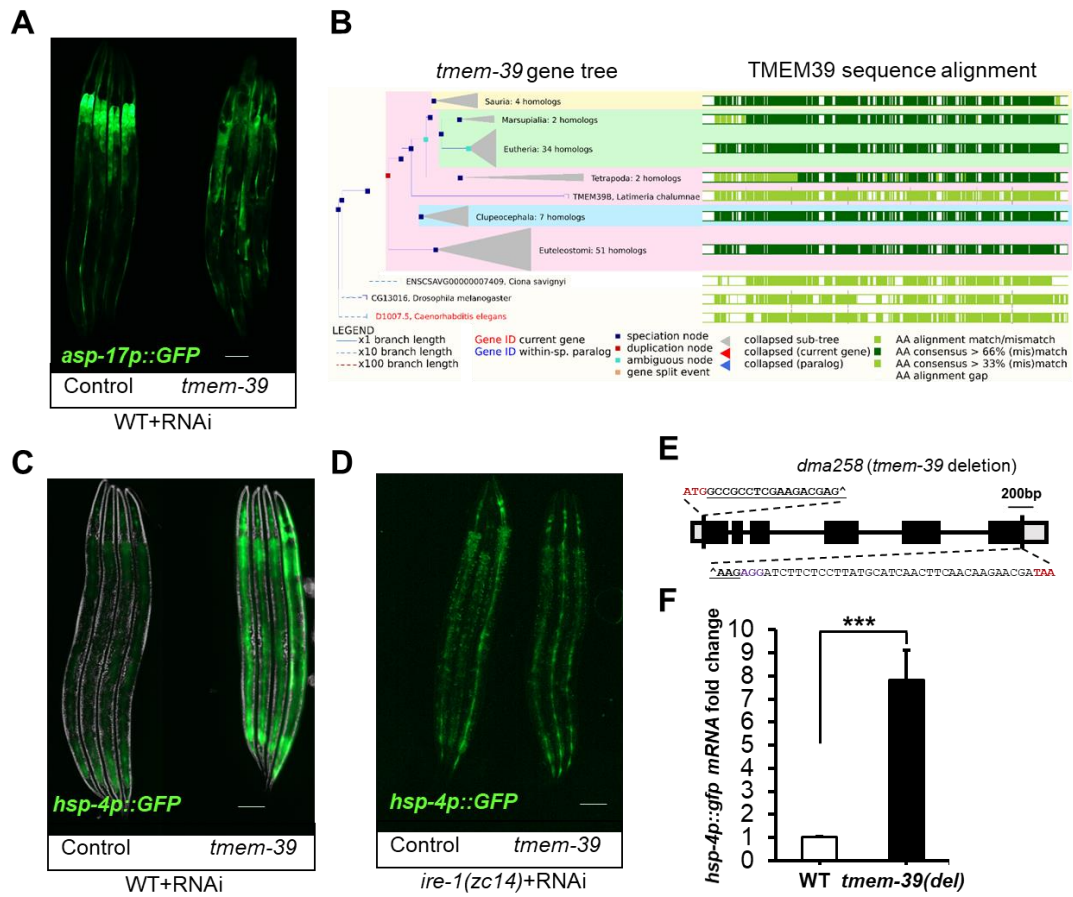 A
asp-17p::GFP
Control tmem-39
WT+RNAi
B
tmem-39 gene tree TMEM39 sequence alignment
Sauria: 4 homologs
Marsupialia: 2 homologs
Eutheria: 34 homologs
Tetrapoda: 2 homologs
TMEM39B, Latimeria chalumnae
Clupeocephala: 7 homologs
Euteleostomi: 51 homologs
ENSCSAVG00000007409, Ciona savignyi
CG13016, Drosophila melanogaster
D1007.5, Caenorhabditis elegans
LEGEND
x1 branch length
x10 branch length
x100 branch length
Gene ID current gene
Gene ID within-sp. paralog
speciation node
duplication node
ambiguous node
gene split event
collapsed sub-tree
collapsed (current gene)
collapsed (paralog)
AA alignment match/mismatch
AA consensus > 66% (mis)match
AA consensus > 33% (mis)match
AA alignment gap
C
hsp-4p::GFP
Control tmem-39
WT+RNAi
D
hsp-4p::GFP
Control tmem-39
ire-1(zc14)+RNAi
E
dma258 (tmem-39 deletion)
ATGGCCGCCTCGAAGACGAG^
200bp
^AAGAGGATCTTCTCCTTATGCATCAACTTCAACAAGAACGATAA
F
hsp-4p::gfp mRNA fold change
10
9
8
7
6
5
4
3
2
1
0
***
WT tmem-39(del)